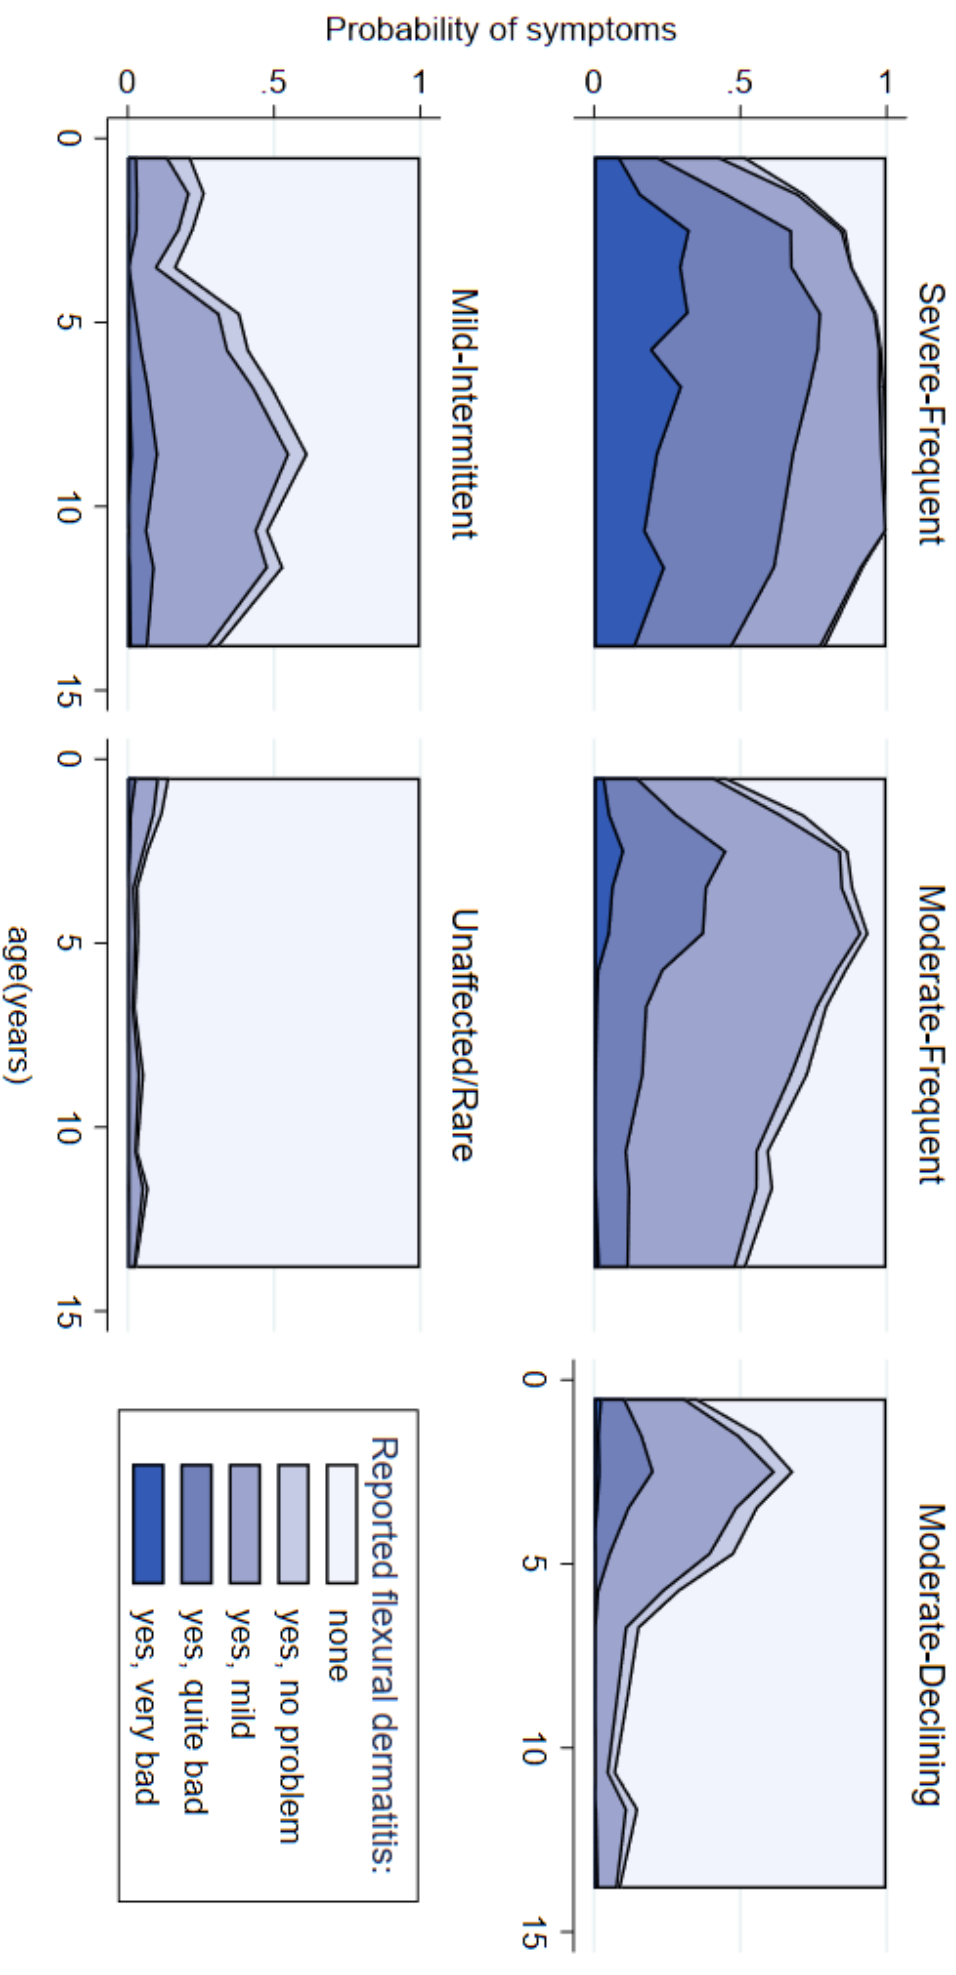 Severe-Frequent
Moderate-Frequent
Moderate-Declining
Probability of symptoms
0 .5 1
0 5 10 15
Mild-Intermittent
Unaffected/Rare
0 .5 1
0 5 10 15
0 5 10 15
age(years)
Reported flexural dermatitis:
none
yes, no problem
yes, mild
yes, quite bad
yes, very bad